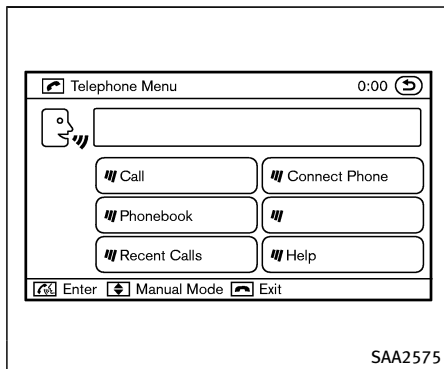 Telephone Menu 0:00
Call Connect Phone
Phonebook
Recent Calls Help
Enter Manual Mode Exit
SAA2575